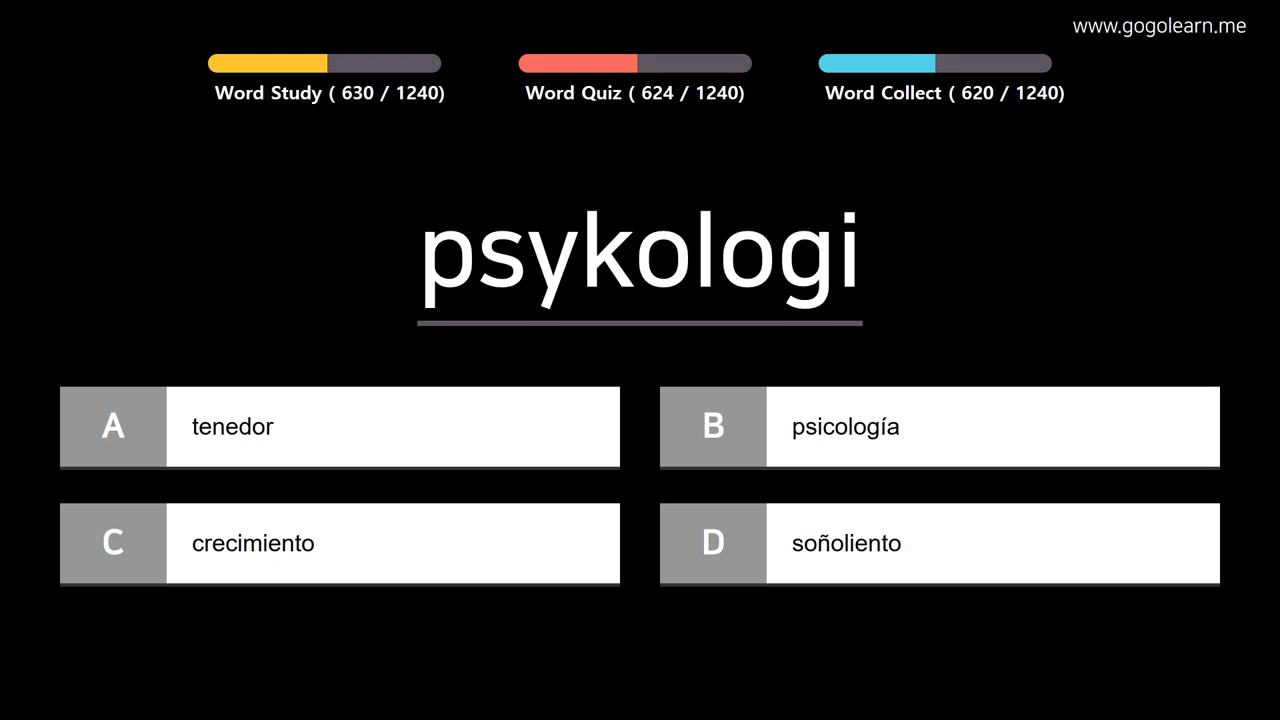 www.gogolearn.me
Word Study ( 630 / 1240)
Word Quiz ( 624 / 1240)
Word Collect ( 620 / 1240)
psykologi
A tenedor
B psicología
C crecimiento
D soñoliento